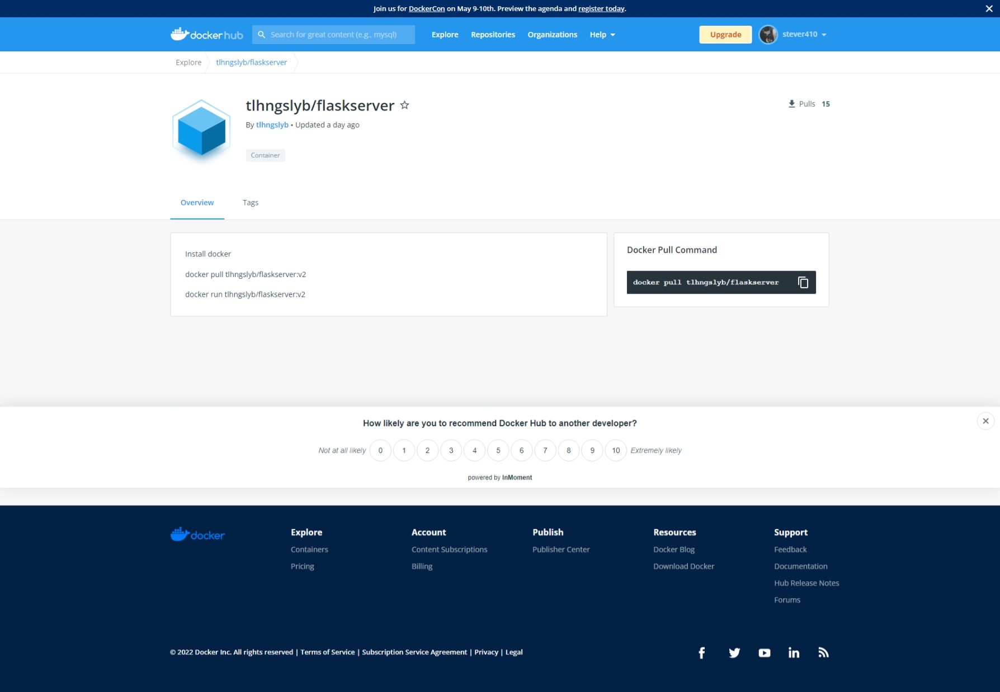 Join us for DockerCon on May 9-10th. Preview the agenda and register today.
docker hub
Search for great content (e.g., mysql)
Explore
Repositories
Organizations
Help
Upgrade
stever410
Explore
tlhngslyb/flaskserver
tlhngslyb/flaskserver
Pulls 15
By tlhngslyb • Updated a day ago
Container
Overview
Tags
Install docker
docker pull tlhngslyb/flaskserver:v2
docker run tlhngslyb/flaskserver:v2
Docker Pull Command
docker pull tlhngslyb/flaskserver
How likely are you to recommend Docker Hub to another developer?
Not at all likely 0 1 2 3 4 5 6 7 8 9 10 Extremely likely
powered by InMoment
docker
Explore
Containers
Pricing
Account
Content Subscriptions
Billing
Publish
Publisher Center
Resources
Docker Blog
Download Docker
Support
Feedback
Documentation
Hub Release Notes
Forums
© 2022 Docker Inc. All rights reserved | Terms of Service | Subscription Service Agreement | Privacy | Legal